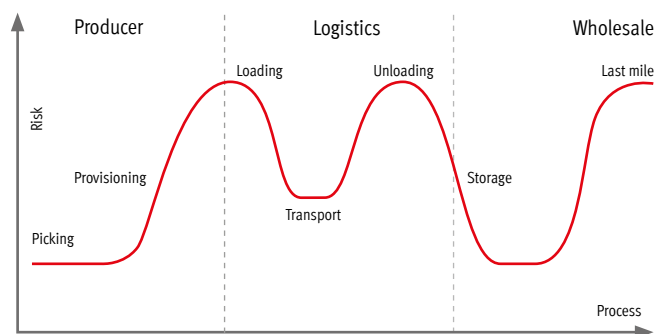 Producer
Logistics
Wholesale
Loading
Unloading
Last mile
Risk
Provisioning
Storage
Transport
Picking
Process